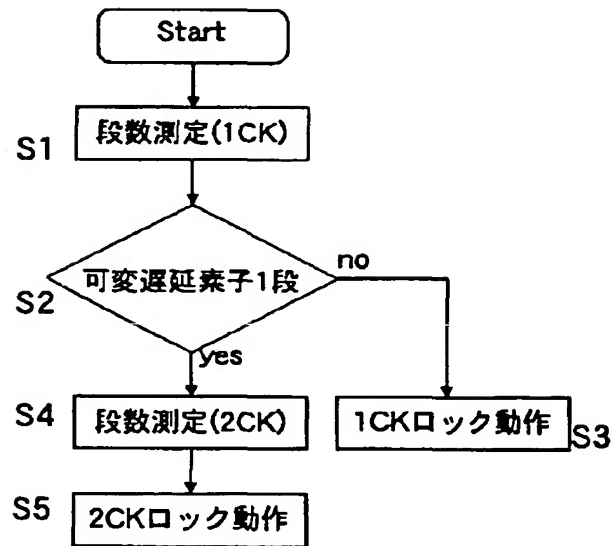 Start
S1
段数測定(1CK)
S2
可変遅延素子1段
no
yes
S4
段数測定(2CK)
1CKロック動作
S3
S5
2CKロック動作